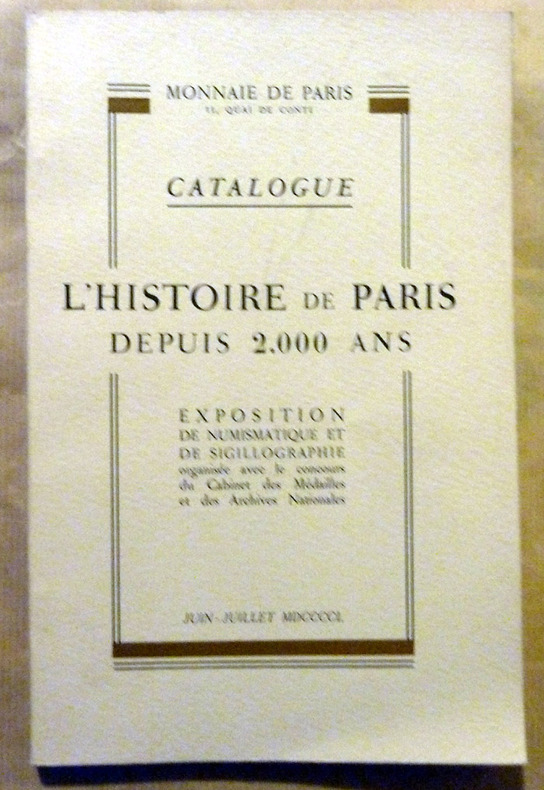 MONNAIE DE PARIS
11, QUAI DE CONTI
CATALOGUE
L'HISTOIRE DE PARIS
DEPUIS 2.000 ANS
EXPOSITION
DE NUMISMATIQUE ET
DE SIGILLOGRAPHIE
organisée avec le concours
du Cabinet des Médailles
et des Archives Nationales
JUIN-JUILLET MDCCCCL